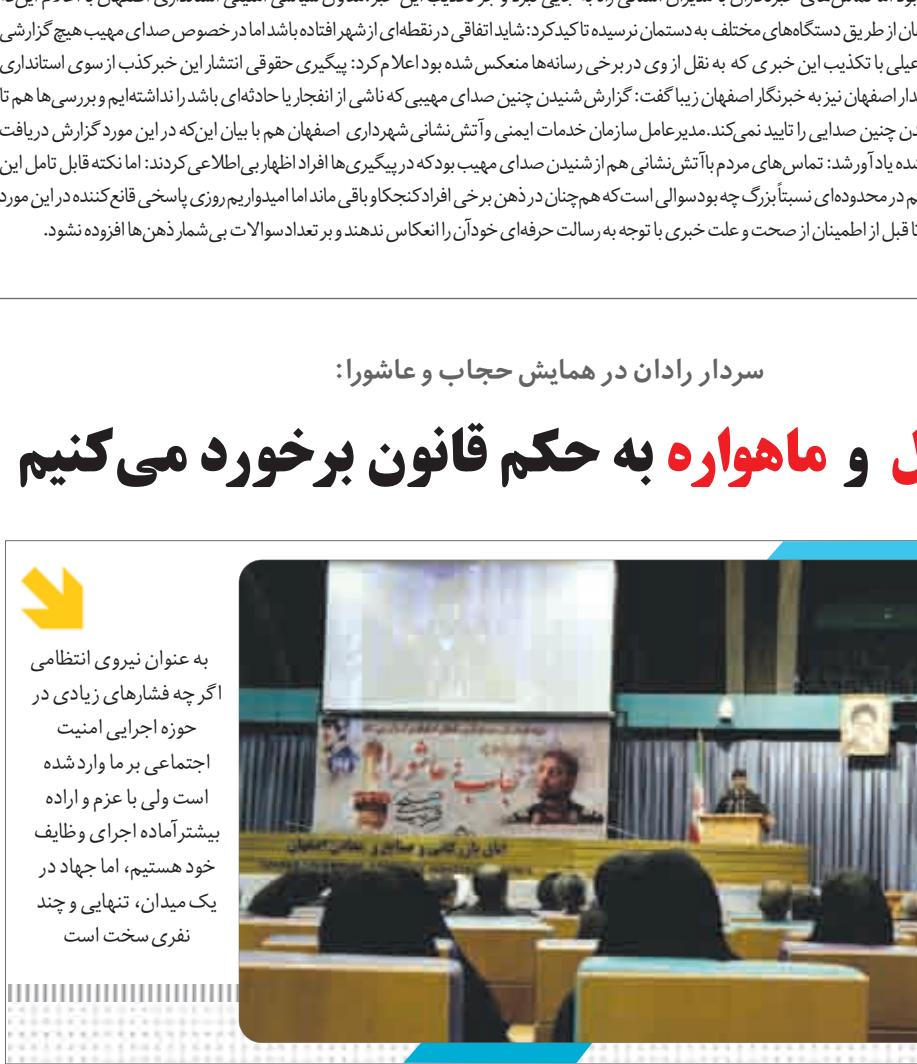 مان از طریق دستگاه‌های مختلف به دستمان نرسیده تاکید کرد: شاید اتفاقی در نقطه‌ای از شهر افتاده باشد اما در خصوص صدای مهیب هیچ گزارشی
عیلی با تکذیب این خبر ی که به نقل از وی در برخی رسانه‌ها منعکس شده بود اعلام کرد: پیگیری حقوقی انتشار این خبر کذب از سوی استانداری
دار اصفهان نیز به خبرنگار اصفهان زیبا گفت: گزارش شنیدن چنین صدای مهیبی که ناشی از انفجار یا حادثه‌ای باشد را نداشته‌ایم و بررسی‌ها هم تا
دن چنین صدایی را تایید نمی‌کند.مدیرعامل سازمان خدمات ایمنی و آتش‌نشانی شهرداری اصفهان هم با بیان این‌که در این مورد گزارش دریافت
شده یادآور شد: تماس‌های مردم با آتش‌نشانی هم از شنیدن صدای مهیب بود که در پیگیری‌ها افراد اظهار بی‌اطلاعی کردند: اما نکته قابل تامل این
م در محدوده‌ای نسبتاً بزرگ چه بود سوالی است که هم‌چنان در ذهن برخی افراد کنجکاو باقی ماند اما امیدواریم روزی پاسخی قانع کننده در این مورد
تا قبل از اطمینان از صحت و علت خبری با توجه به رسالت حرفه‌ای خود آن را انعکاس ندهند و بر تعداد سوالات بی‌شمار ذهن‌ها افزوده نشود.
سردار رادان در همایش حجاب و عاشورا:
ل و ماهواره به حکم قانون برخورد می‌کنیم
به عنوان نیروی انتظامی
اگر چه فشارهای زیادی در
حوزه اجرایی امنیت
اجتماعی بر ما وارد شده
است ولی با عزم و اراده
بیشتر آماده اجرای وظایف
خود هستیم، اما جهاد در
یک میدان، تنهایی و چند
نفری سخت است
حجاب و عاشورا
اتاق بازرگانی و صنایع و معادن اصفهان